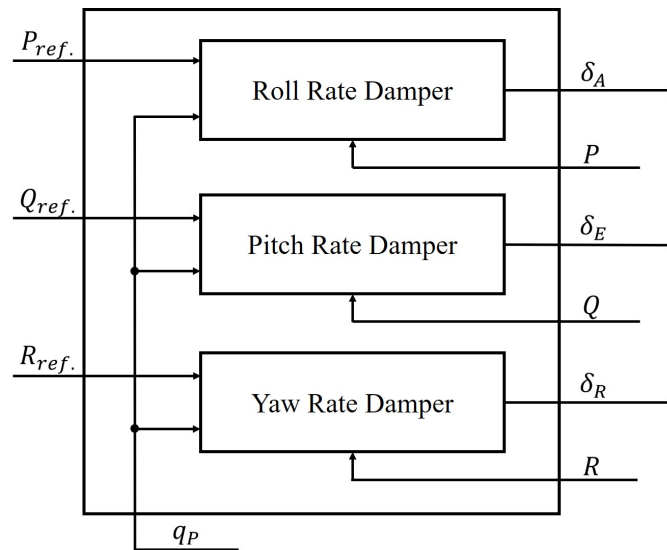 P_ref.
Roll Rate Damper
δ_A
P
Q_ref.
Pitch Rate Damper
δ_E
Q
R_ref.
Yaw Rate Damper
δ_R
R
q_P